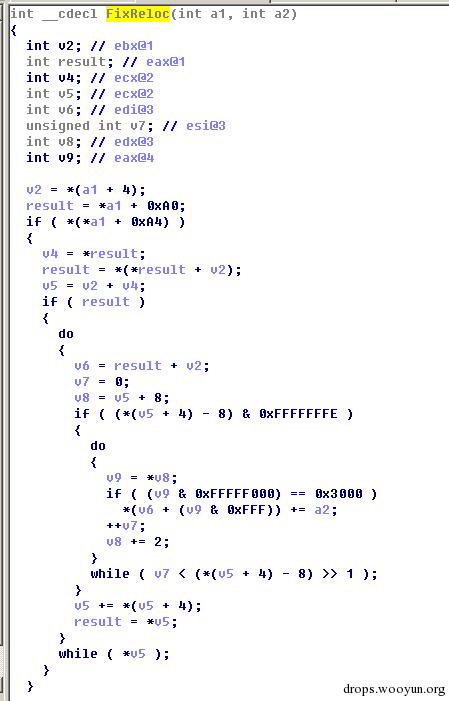 int __cdecl FixReloc(int a1, int a2)
{
int v2; // ebx@1
int result; // eax@1
int v4; // ecx@2
int v5; // ecx@2
int v6; // edi@3
unsigned int v7; // esi@3
int v8; // edx@3
int v9; // eax@4
v2 = *(a1 + 4);
result = *a1 + 0xA0;
if ( *(*a1 + 0xA4) )
{
v4 = *result;
result = *(*result + v2);
v5 = v2 + v4;
if ( result )
{
do
{
v6 = result + v2;
v7 = 0;
v8 = v5 + 8;
if ( (*(v5 + 4) - 8) & 0xFFFFFFFE )
{
do
{
v9 = *v8;
if ( (v9 & 0xFFFFF000) == 0x3000 )
*(v6 + (v9 & 0xFFF)) += a2;
++v7;
v8 += 2;
}
while ( v7 < (*(v5 + 4) - 8) >> 1 );
}
v5 += *(v5 + 4);
result = *v5;
}
while ( *v5 );
}
}
drops.wooyun.org